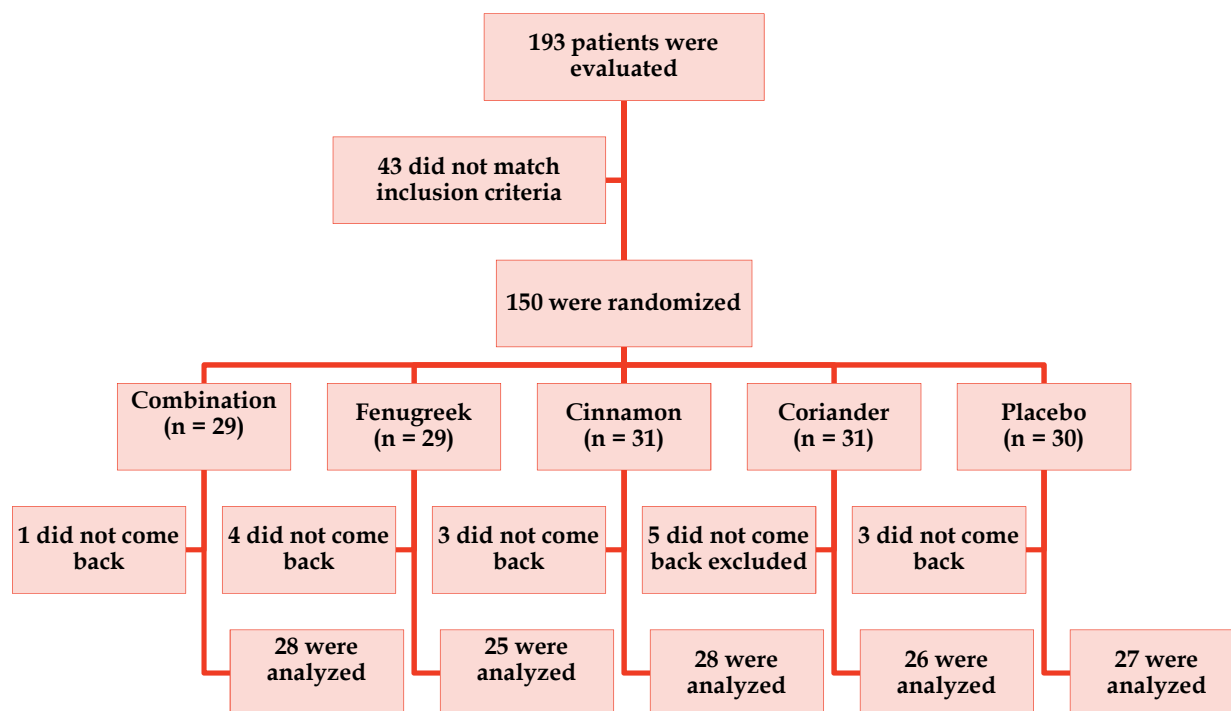 193 patients were
evaluated
43 did not match
inclusion criteria
150 were randomized
Combination
(n = 29)
Fenugreek
(n = 29)
Cinnamon
(n = 31)
Coriander
(n = 31)
Placebo
(n = 30)
1 did not come
back
4 did not come
back
3 did not come
back
5 did not come
back excluded
3 did not come
back
28 were
analyzed
25 were
analyzed
28 were
analyzed
26 were
analyzed
27 were
analyzed